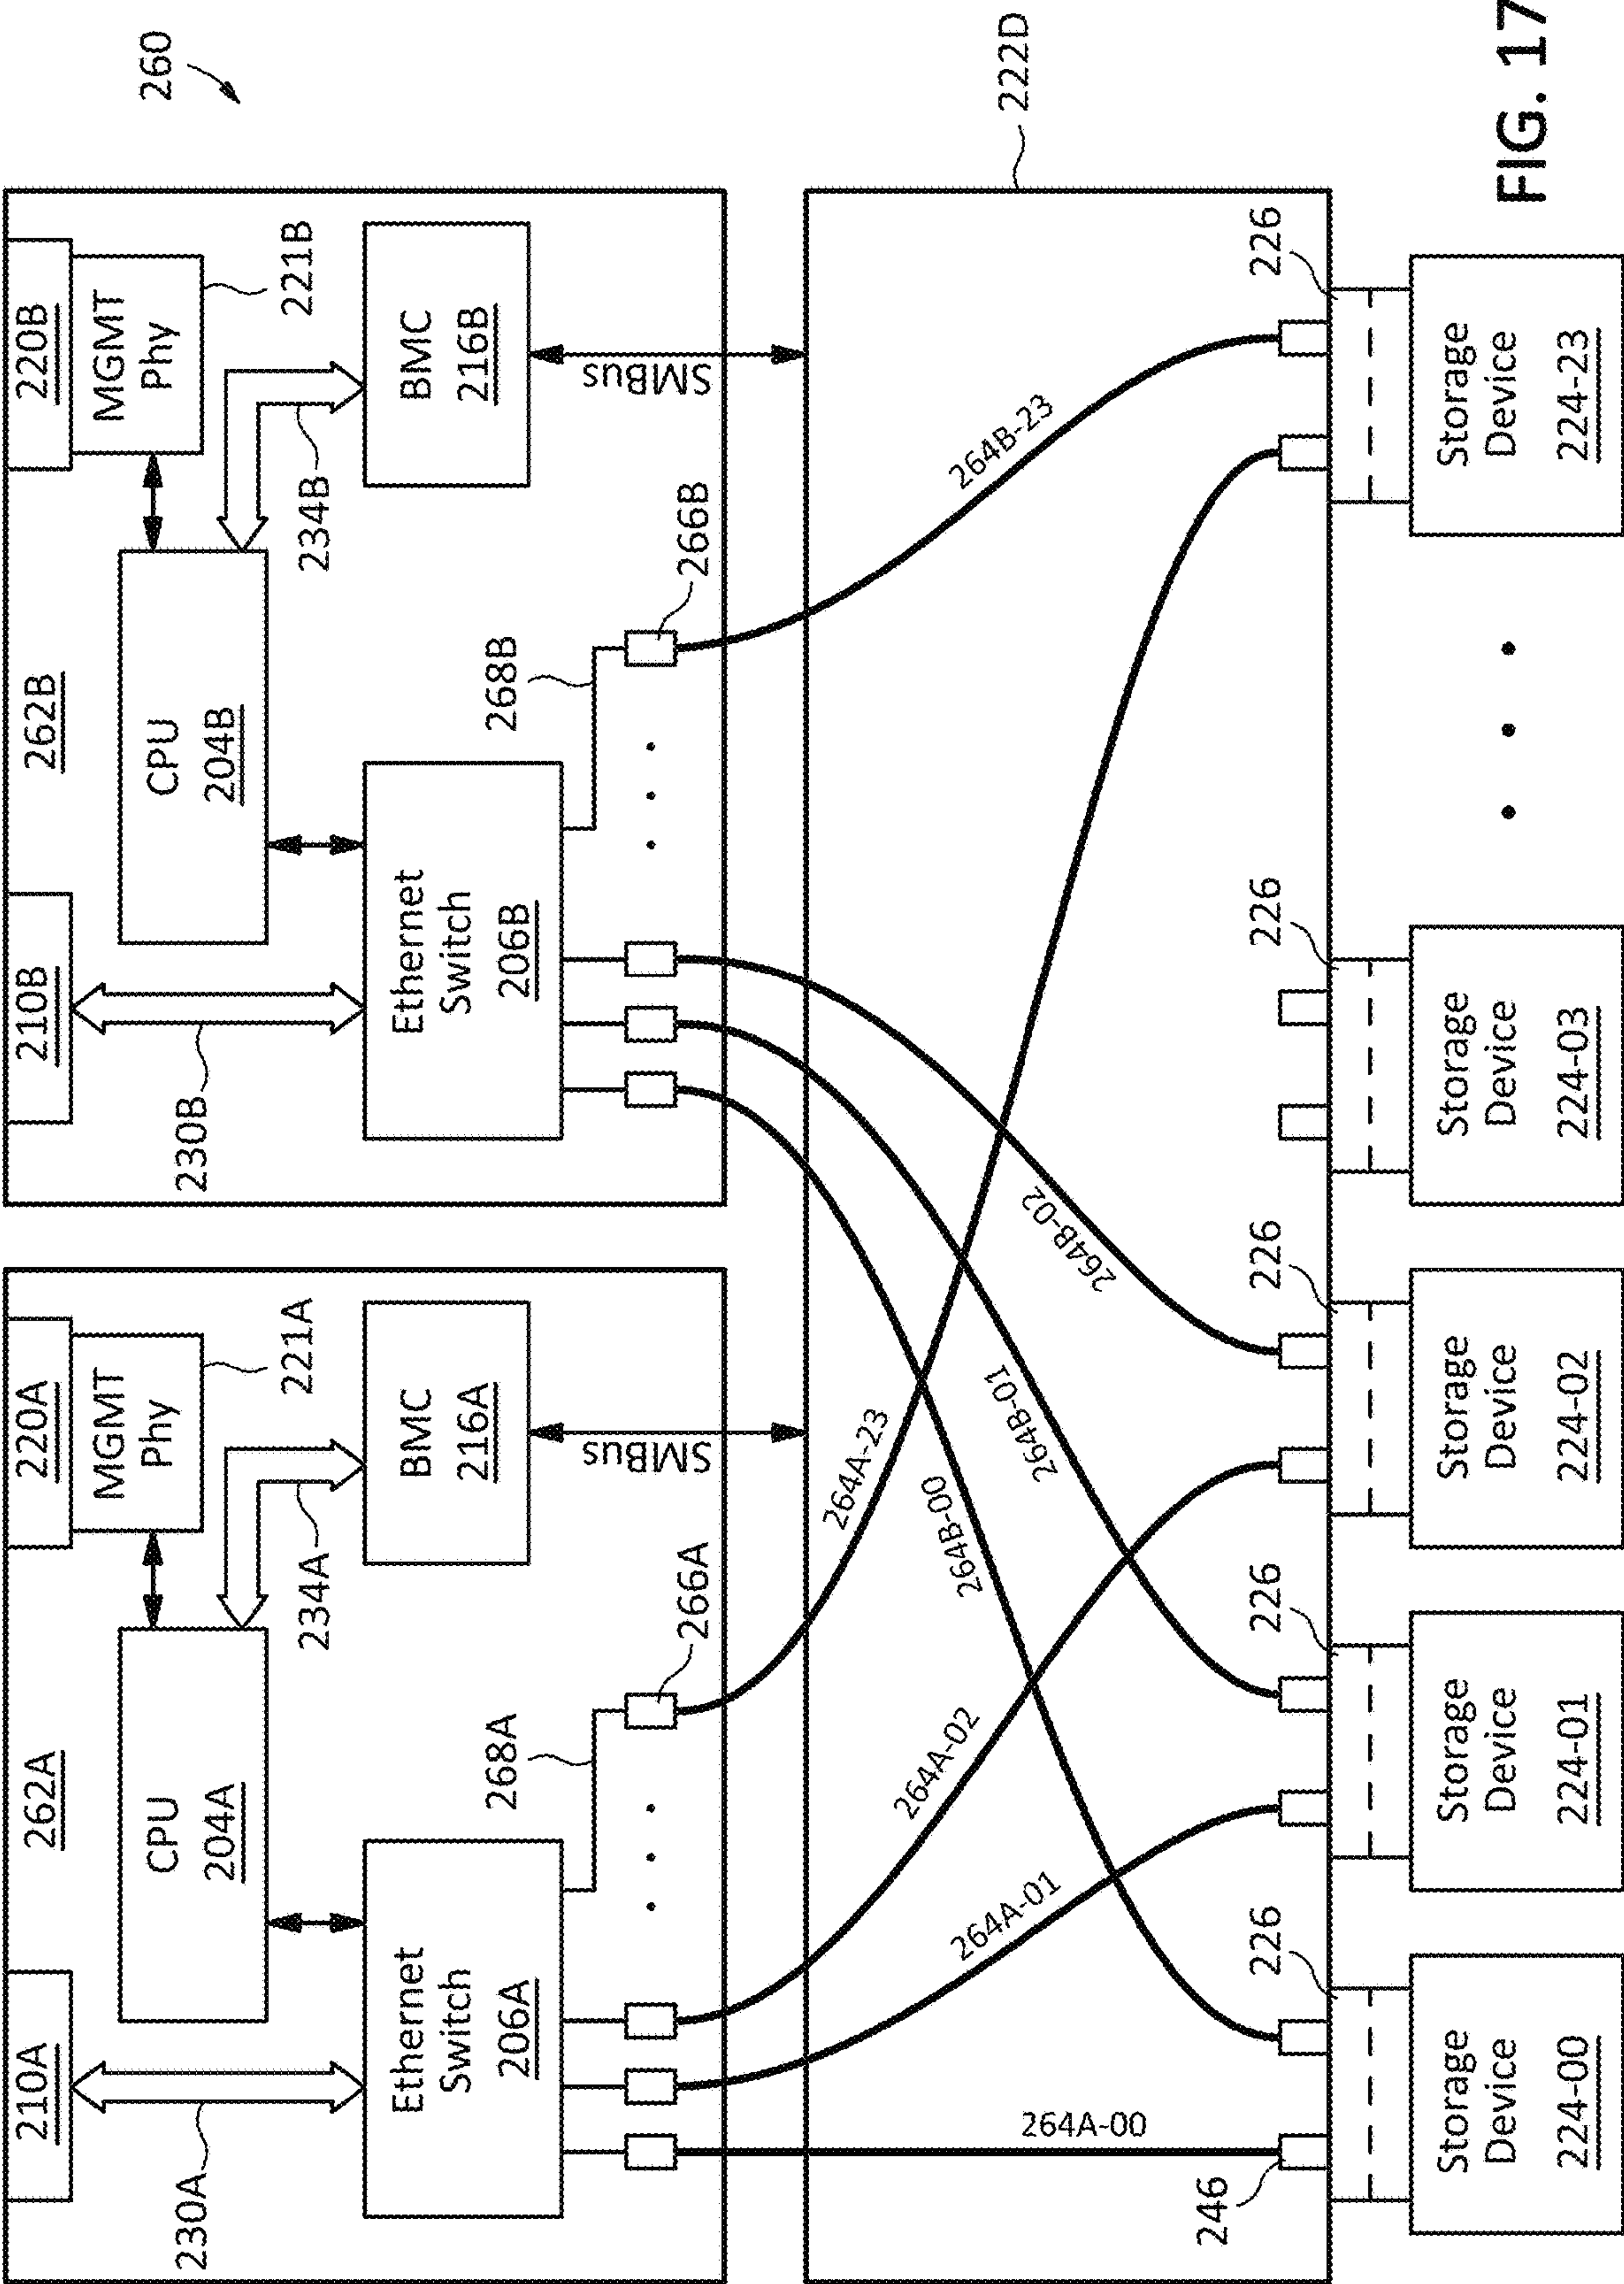 260
262A
210A
220A
MGMT
Phy
221A
CPU
204A
230A
234A
Ethernet
Switch
206A
BMC
216A
268A
266A
SMBus
262B
210B
220B
MGMT
Phy
221B
CPU
204B
230B
234B
Ethernet
Switch
206B
BMC
216B
268B
266B
SMBus
222D
264A-00
264A-01
264A-02
264A-23
264B-00
264B-01
264B-02
264B-23
246
226
226
226
226
226
Storage
Device
224-00
Storage
Device
224-01
Storage
Device
224-02
Storage
Device
224-03
Storage
Device
224-23
FIG. 17